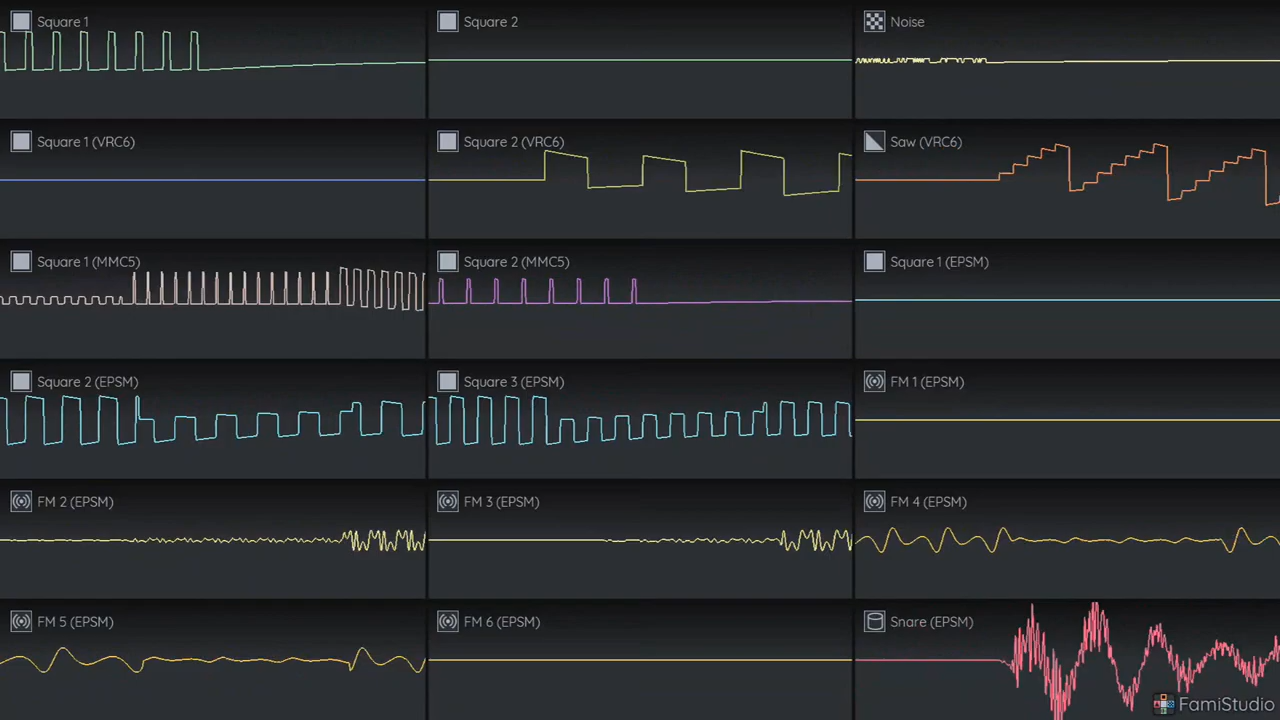 Square 1
Square 2
Noise
Square 1 (VRC6)
Square 2 (VRC6)
Saw (VRC6)
Square 1 (MMC5)
Square 2 (MMC5)
Square 1 (EPSM)
Square 2 (EPSM)
Square 3 (EPSM)
FM 1 (EPSM)
FM 2 (EPSM)
FM 3 (EPSM)
FM 4 (EPSM)
FM 5 (EPSM)
FM 6 (EPSM)
Snare (EPSM)
FamiStudio